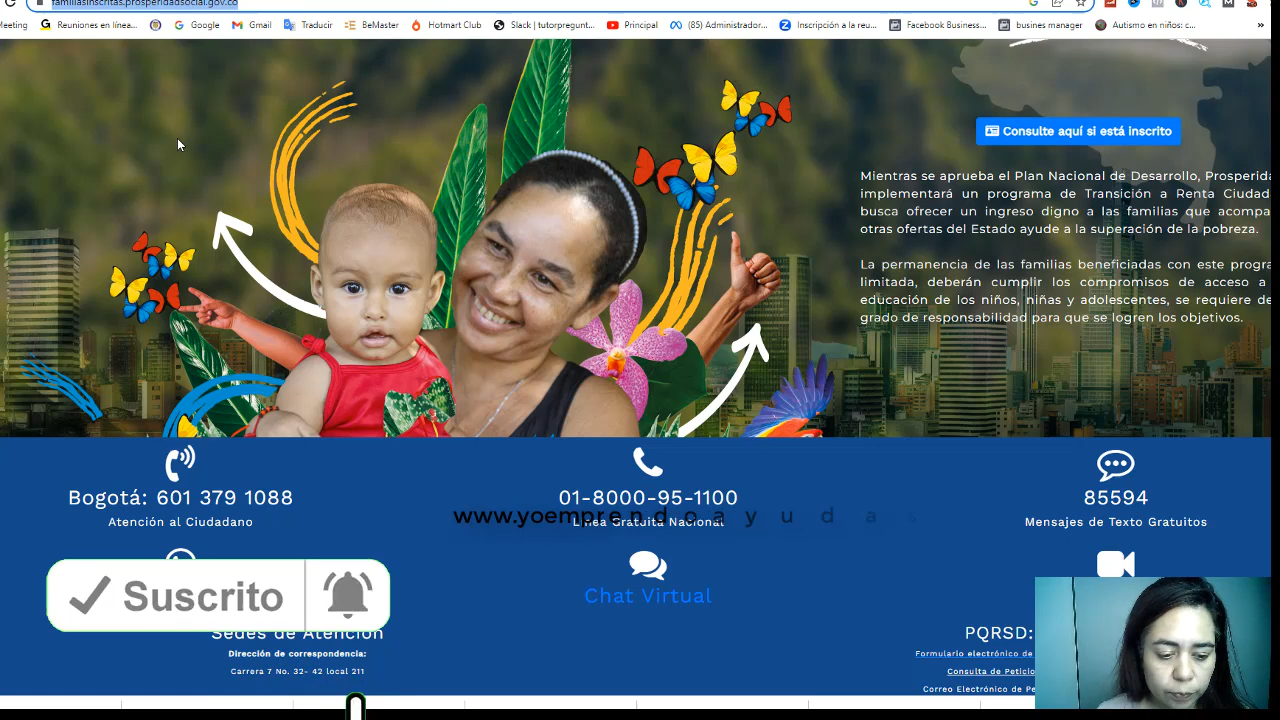 familiasinscritas.prosperidadsocial.gov.co
Meeting Reuniones en línea... Google Gmail Traducir BeMaster Hotmart Club Slack | tutorpregunt... Principal (85) Administrador... Inscripción a la reu... Facebook Business... busines manager Autismo en niños: c... »
Consulte aquí si está inscrito
Mientras se aprueba el Plan Nacional de Desarrollo, Prosperida
implementará un programa de Transición a Renta Ciudad
busca ofrecer un ingreso digno a las familias que acompa
otras ofertas del Estado ayude a la superación de la pobreza.
La permanencia de las familias beneficiadas con este progra
limitada, deberán cumplir los compromisos de acceso a
educación de los niños, niñas y adolescentes, se requiere de
grado de responsabilidad para que se logren los objetivos.
Bogotá: 601 379 1088
Atención al Ciudadano
01-8000-95-1100
Línea Gratuita Nacional
www.yoemprendoayudas
85594
Mensajes de Texto Gratuitos
Chat Virtual
Suscrito
Sedes de Atención
Dirección de correspondencia:
Carrera 7 No. 32- 42 local 211
PQRSD:
Formulario electrónico de
Consulta de Peticio
Correo Electrónico de Pe